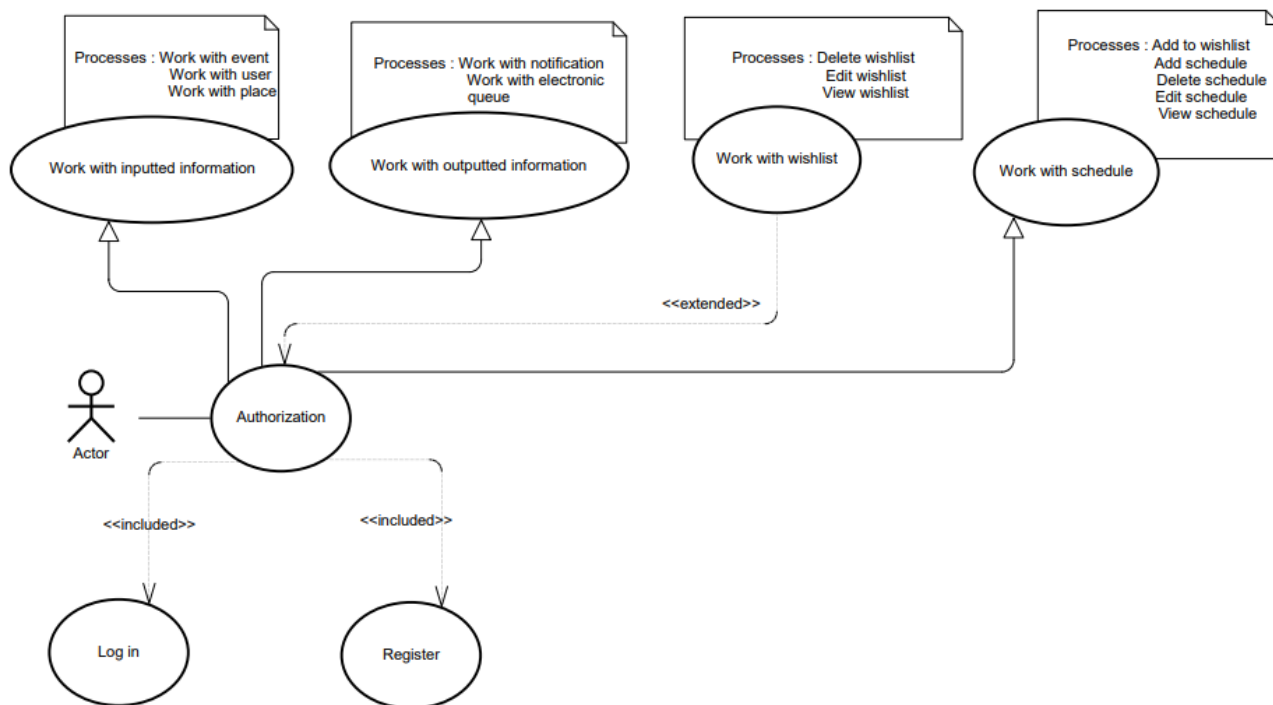 Processes : Work with event
Work with user
Work with place
Processes : Work with notification
Work with electronic
queue
Processes : Delete wishlist
Edit wishlist
View wishlist
Processes : Add to wishlist
Add schedule
Delete schedule
Edit schedule
View schedule
Work with inputted information
Work with outputted information
Work with wishlist
Work with schedule
<<extended>>
Authorization
Actor
<<included>>
<<included>>
Log in
Register